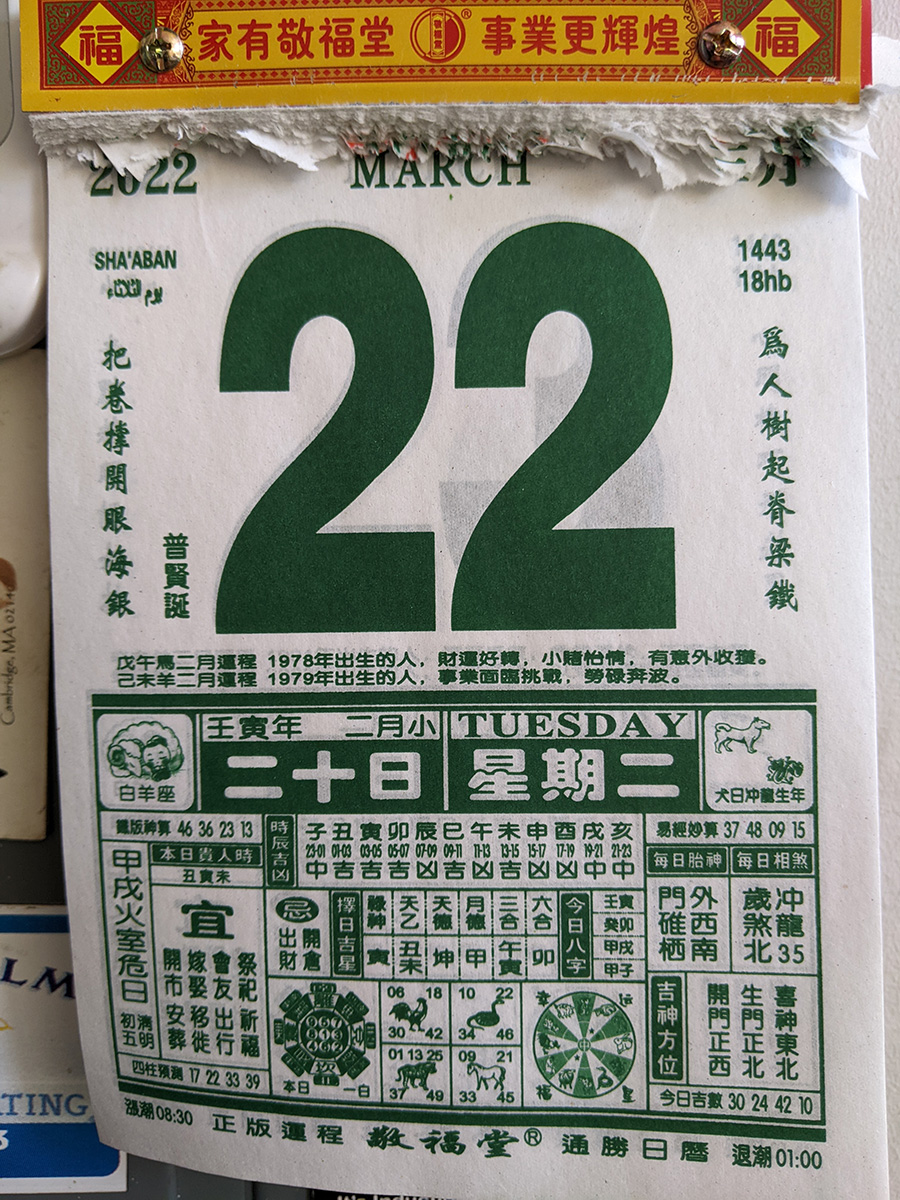 福 家有敬福堂 敬福堂 ® 事業更輝煌 福
2022 MARCH 三月
SHA'ABAN
يوم الثلاثاء
1443
18hb
22
為人樹起脊梁鐵
把卷撐開眼海銀
普賢誕
戊午馬二月運程 1978年出生的人，財運好轉，小賭怡情，有意外收獲。
己未羊二月運程 1979年出生的人，事業面臨挑戰，勞碌奔波。
白羊座
壬寅年 二月小
二十日
TUESDAY
星期二
犬日冲龍生年
鐵版神算 46 36 23 13
本日貴人時
丑寅未
時辰吉凶
子 丑 寅 卯 辰 巳 午 未 申 酉 戌 亥
23-01 01-03 03-05 05-07 07-09 09-11 11-13 13-15 15-17 17-19 19-21 21-23
易經妙算 37 48 09 15
每日胎神
外西南
門碓栖
每日相煞
冲龍35
歲煞北
甲戌火室危日
清明
初五
宜
祭祀祈福
會友出行
嫁娶移徙
開市安葬
忌
開倉
出財
擇日吉星
祿神 天乙 天德 月德 三合 六合
寅 丑未 坤 甲 午寅 卯
今日八字
壬寅
癸卯
甲戌
甲子
本日 一白
06 18
30 42
10 22
34 46
01 13 25
37 49
09 21
33 45
吉神方位
喜神東北
生門正北
開門正西
四柱預測 17 22 33 39
今日吉數 30 24 42 10
漲潮08:30 正版運程 敬福堂® 通勝日曆 退潮01:00
Cambridge, MA 02140
LM
ATING